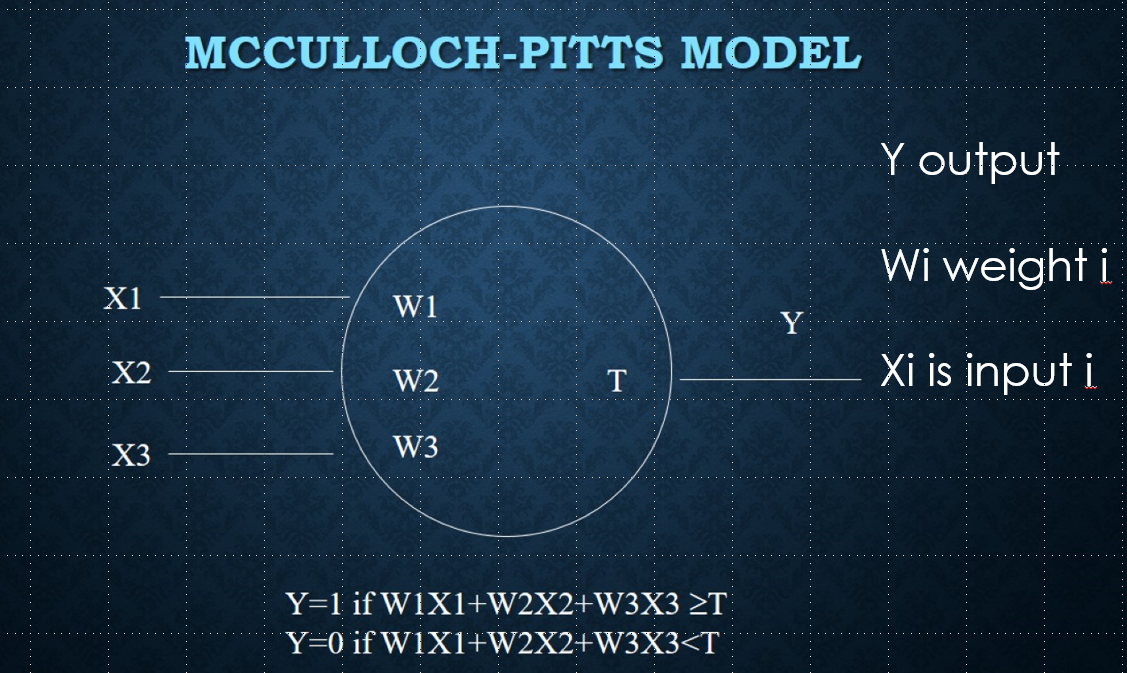 MCCULLOCH-PITTS MODEL
Y output
Wi weight i
X1
W1
Y
X2
W2
T
Xi is input i
X3
W3
Y=1 if W1X1+W2X2+W3X3 ≥T
Y=0 if W1X1+W2X2+W3X3<T